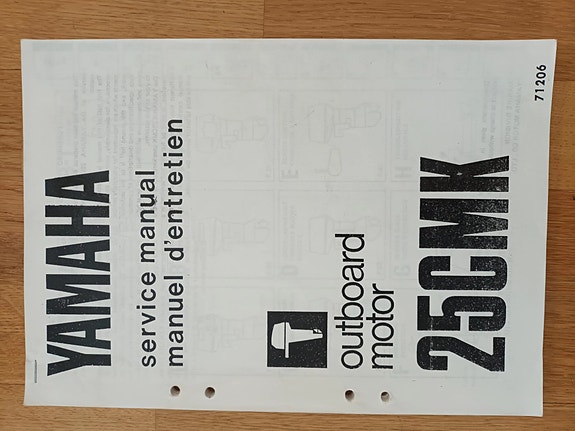 YAMAHA
service manual
manuel d'entretien
outboard
motor
25CMK
71206